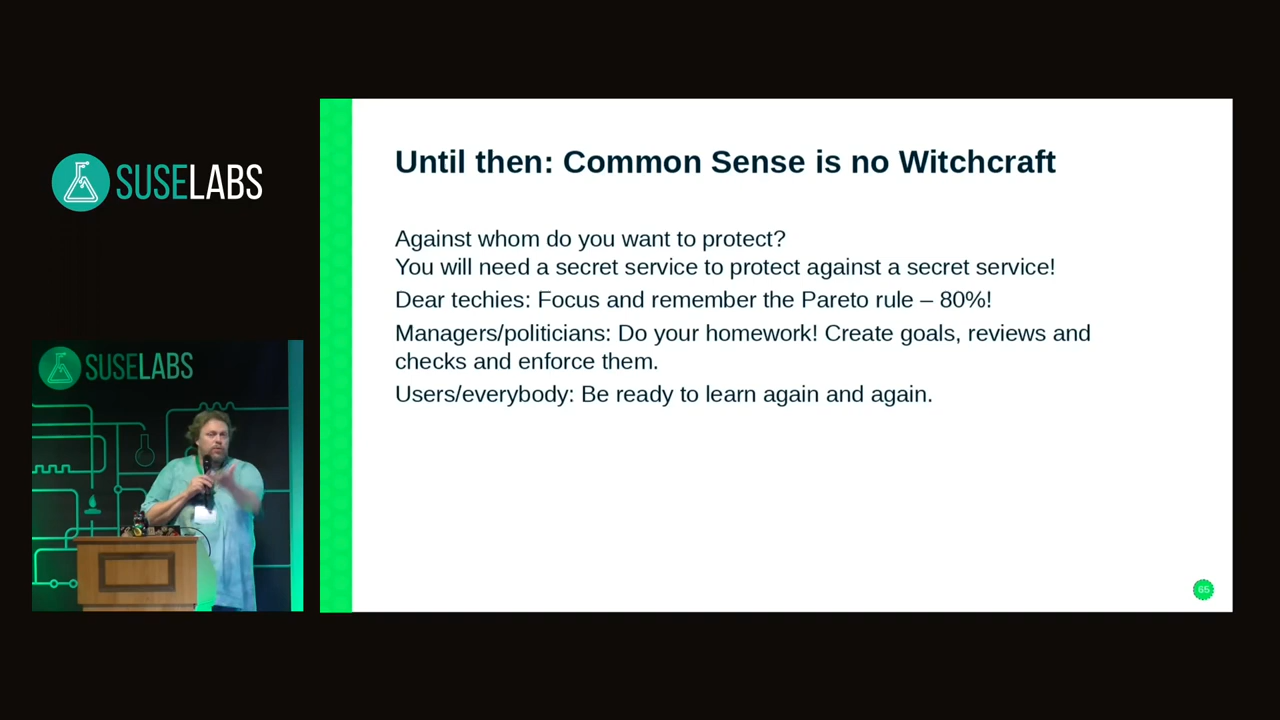 SUSELABS
Until then: Common Sense is no Witchcraft
Against whom do you want to protect?
You will need a secret service to protect against a secret service!
Dear techies: Focus and remember the Pareto rule – 80%!
Managers/politicians: Do your homework! Create goals, reviews and
checks and enforce them.
Users/everybody: Be ready to learn again and again.
65
SUSELABS